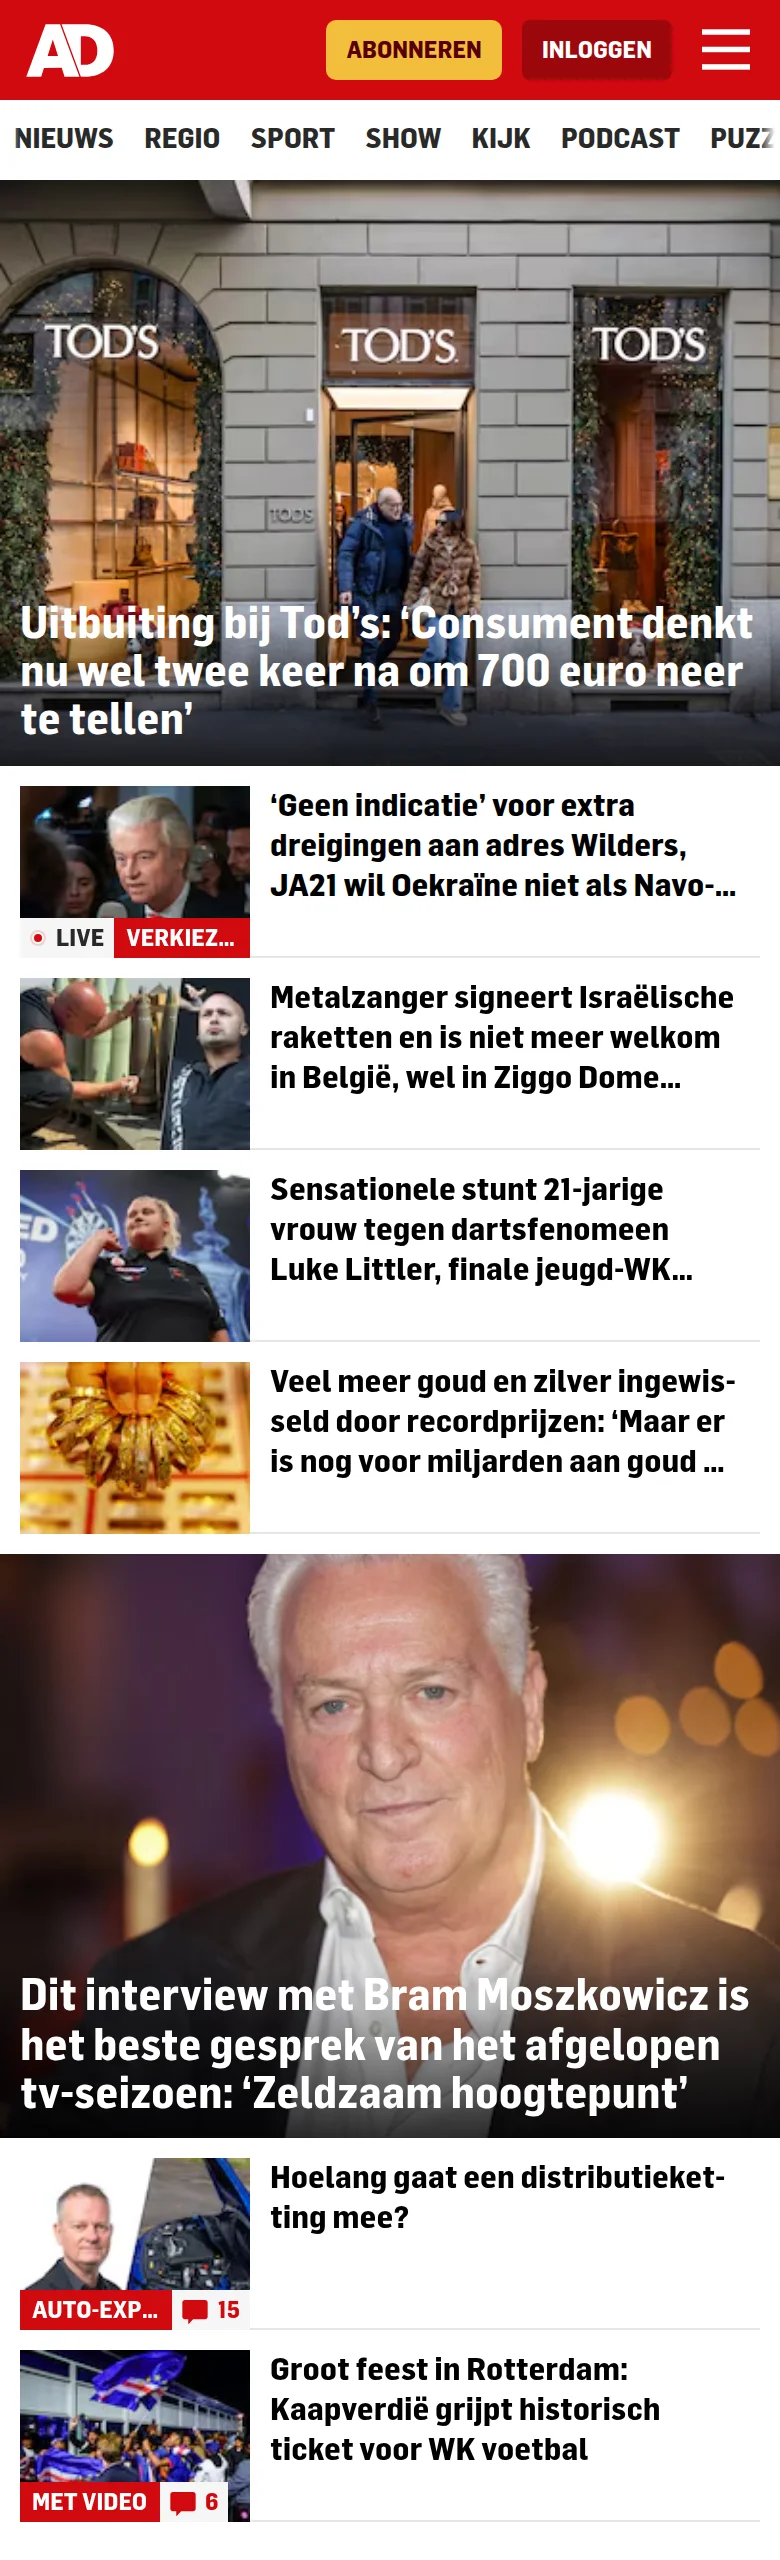 AD
ABONNEREN
INLOGGEN
NIEUWS REGIO SPORT SHOW KIJK PODCAST PUZZ
TOD'S TOD'S TOD'S
TOD'S
Uitbuiting bij Tod’s: ‘Consument denkt
nu wel twee keer na om 700 euro neer
te tellen’
‘Geen indicatie’ voor extra
dreigingen aan adres Wilders,
JA21 wil Oekraïne niet als Navo-...
LIVE VERKIEZ...
Metalzanger signeert Israëlische
raketten en is niet meer welkom
in België, wel in Ziggo Dome...
Sensationele stunt 21-jarige
vrouw tegen dartsfenomeen
Luke Littler, finale jeugd-WK...
Veel meer goud en zilver ingewis-
seld door recordprijzen: ‘Maar er
is nog voor miljarden aan goud ...
Dit interview met Bram Moszkowicz is
het beste gesprek van het afgelopen
tv-seizoen: ‘Zeldzaam hoogtepunt’
Hoelang gaat een distributieket-
ting mee?
AUTO-EXP... 15
Groot feest in Rotterdam:
Kaapverdië grijpt historisch
ticket voor WK voetbal
MET VIDEO 6